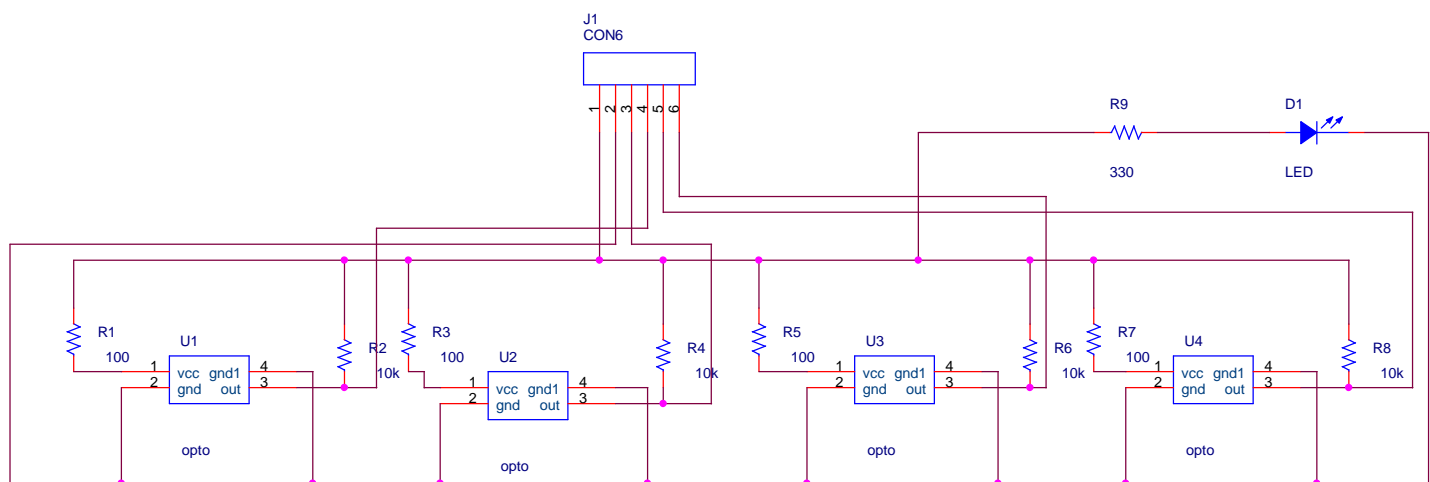 J1
CON6
1
2
3
4
5
6
R9
D1
330
LED
R1
100
U1
1
2
vcc gnd1
gnd out
4
3
opto
R2
10k
R3
100
U2
1
2
vcc gnd1
gnd out
4
3
opto
R4
10k
R5
100
U3
1
2
vcc gnd1
gnd out
4
3
opto
R6
10k
R7
100
U4
1
2
vcc gnd1
gnd out
4
3
opto
R8
10k